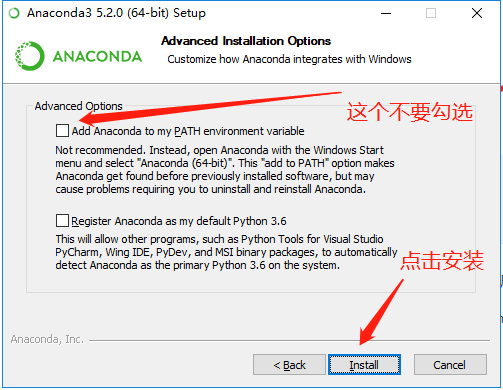 Anaconda3 5.2.0 (64-bit) Setup
ANACONDA
Advanced Installation Options
Customize how Anaconda integrates with Windows
Advanced Options
这个不要勾选
Add Anaconda to my PATH environment variable
Not recommended. Instead, open Anaconda with the Windows Start
menu and select "Anaconda (64-bit)". This "add to PATH" option makes
Anaconda get found before previously installed software, but may
cause problems requiring you to uninstall and reinstall Anaconda.
Register Anaconda as my default Python 3.6
This will allow other programs, such as Python Tools for Visual Studio
PyCharm, Wing IDE, PyDev, and MSI binary packages, to automatically
detect Anaconda as the primary Python 3.6 on the system.
点击安装
Anaconda, Inc.
< Back
Install
Cancel